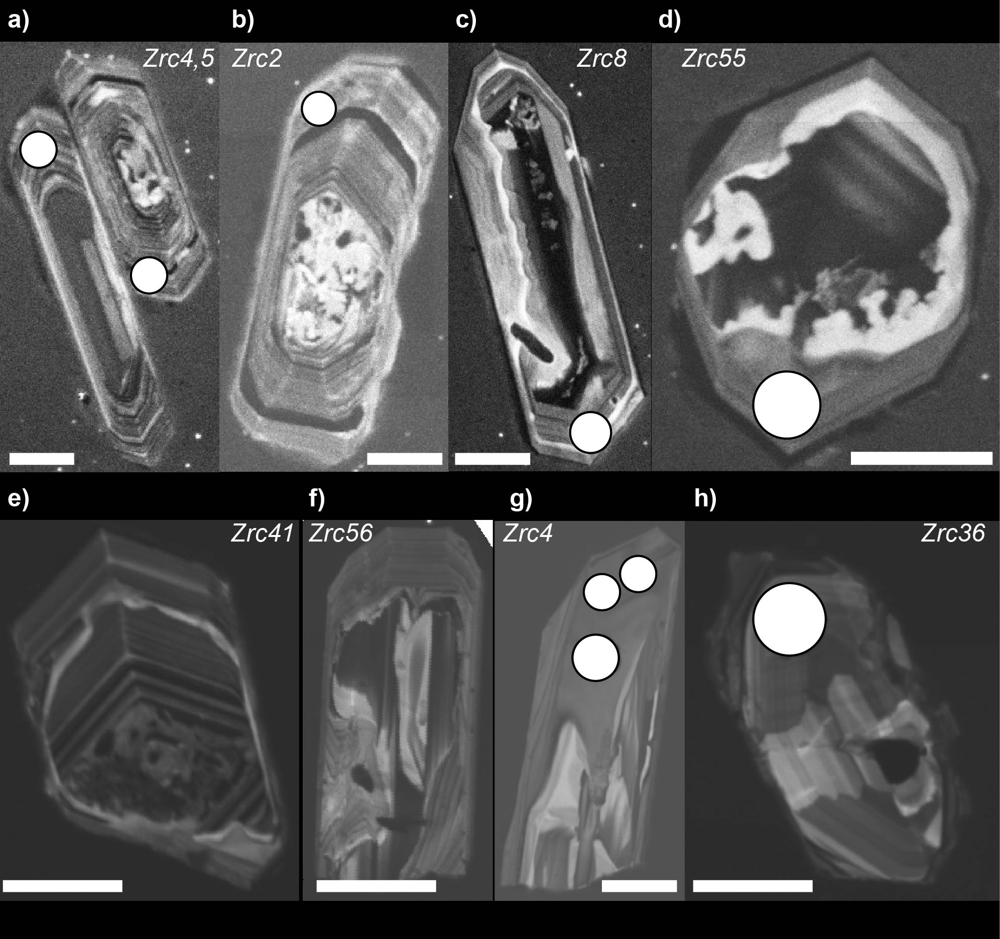 a)
b)
c)
d)
Zrc4,5
Zrc2
Zrc8
Zrc55
e)
f)
g)
h)
Zrc41
Zrc56
Zrc4
Zrc36